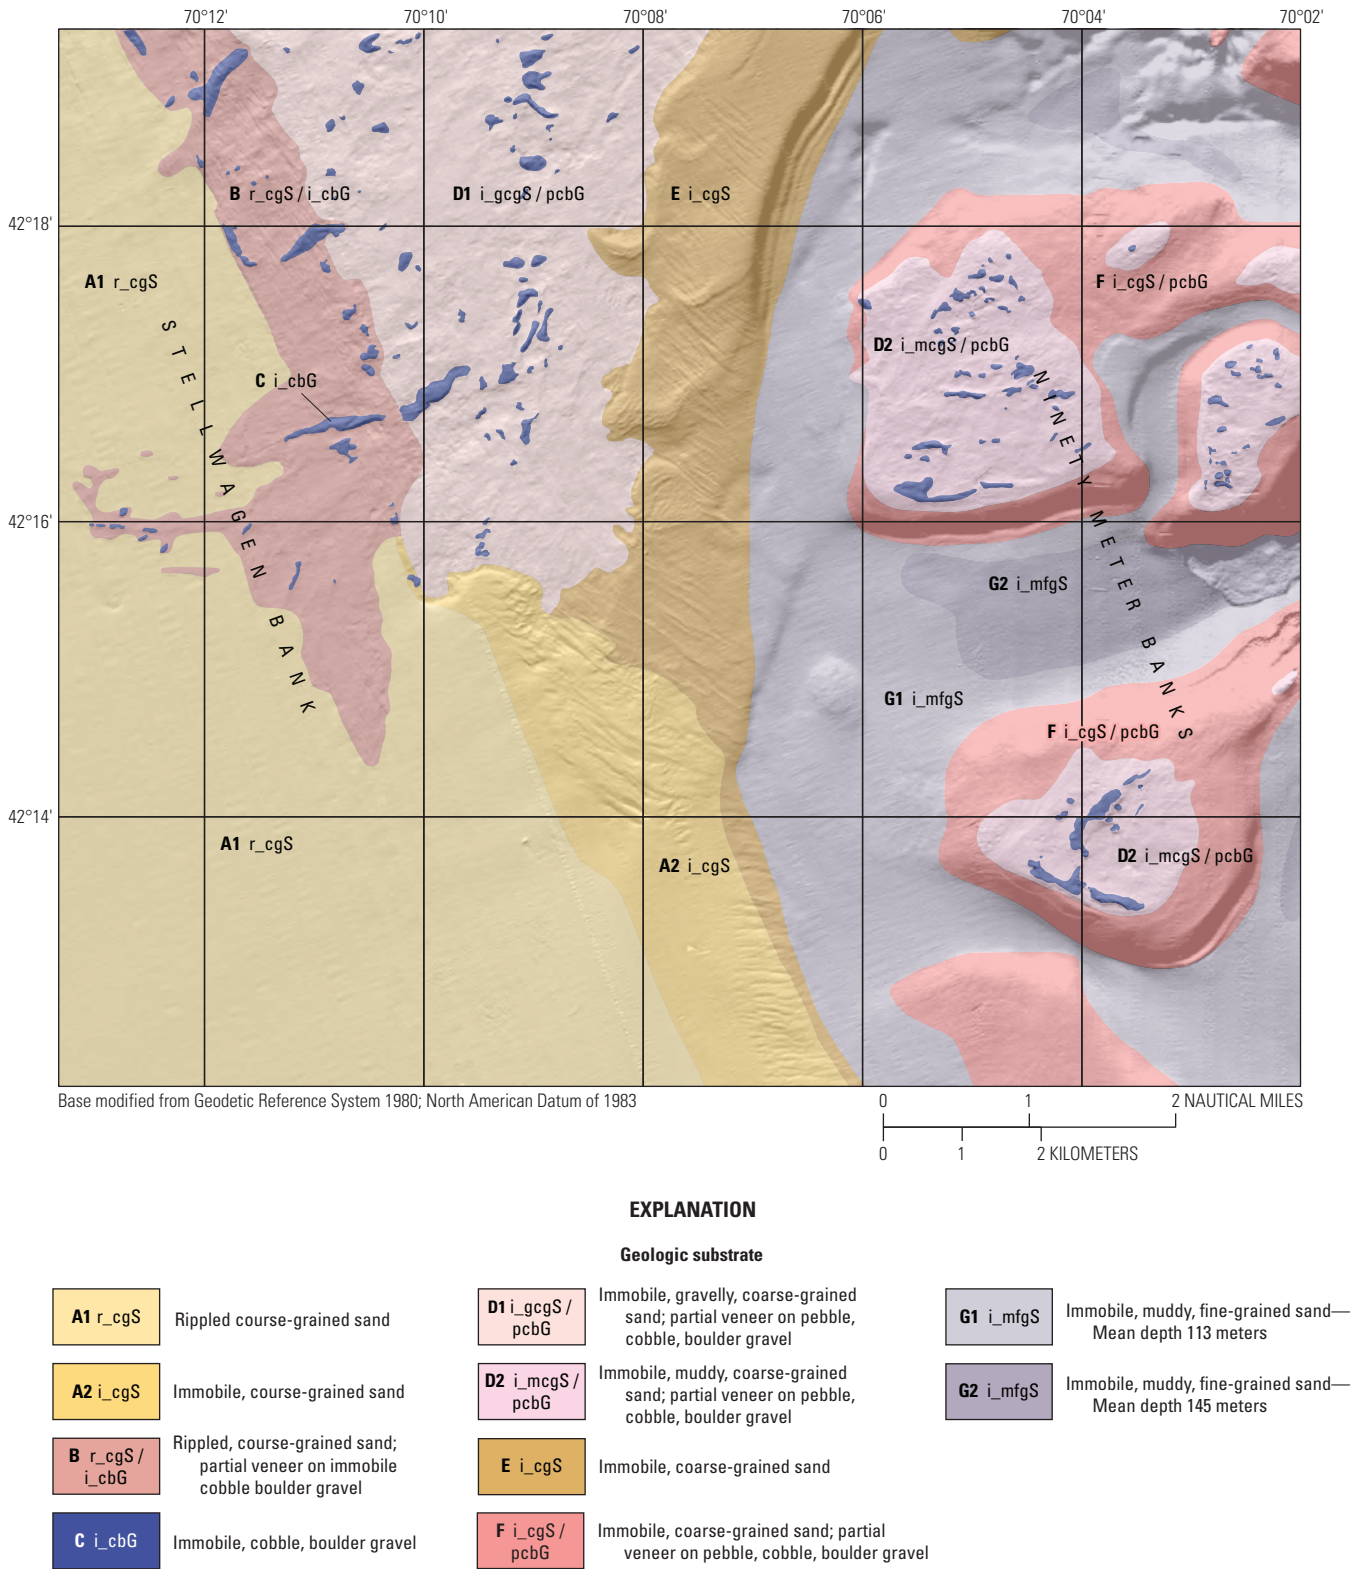 70°12' 70°10' 70°08' 70°06' 70°04' 70°02'
B r_cgS / i_cbG
D1 i_gcgS / pcbG
E i_cgS
42°18'
A1 r_cgS
F i_cgS / pcbG
D2 i_mcgS / pcbG
C i_cbG
STELLWAGEN BANK
NINETY METER BANKS
42°16'
G2 i_mfgS
G1 i_mfgS
F i_cgS / pcbG
42°14'
A1 r_cgS
A2 i_cgS
D2 i_mcgS / pcbG
Base modified from Geodetic Reference System 1980; North American Datum of 1983
0 1 2 NAUTICAL MILES
0 1 2 KILOMETERS
EXPLANATION
Geologic substrate
A1 r_cgS
Rippled course-grained sand
A2 i_cgS
Immobile, course-grained sand
B r_cgS /
i_cbG
Rippled, course-grained sand;
partial veneer on immobile
cobble boulder gravel
C i_cbG
Immobile, cobble, boulder gravel
D1 i_gcgS /
pcbG
Immobile, gravelly, coarse-grained
sand; partial veneer on pebble,
cobble, boulder gravel
D2 i_mcgS /
pcbG
Immobile, muddy, coarse-grained
sand; partial veneer on pebble,
cobble, boulder gravel
E i_cgS
Immobile, coarse-grained sand
F i_cgS /
pcbG
Immobile, coarse-grained sand; partial
veneer on pebble, cobble, boulder gravel
G1 i_mfgS
Immobile, muddy, fine-grained sand—
Mean depth 113 meters
G2 i_mfgS
Immobile, muddy, fine-grained sand—
Mean depth 145 meters